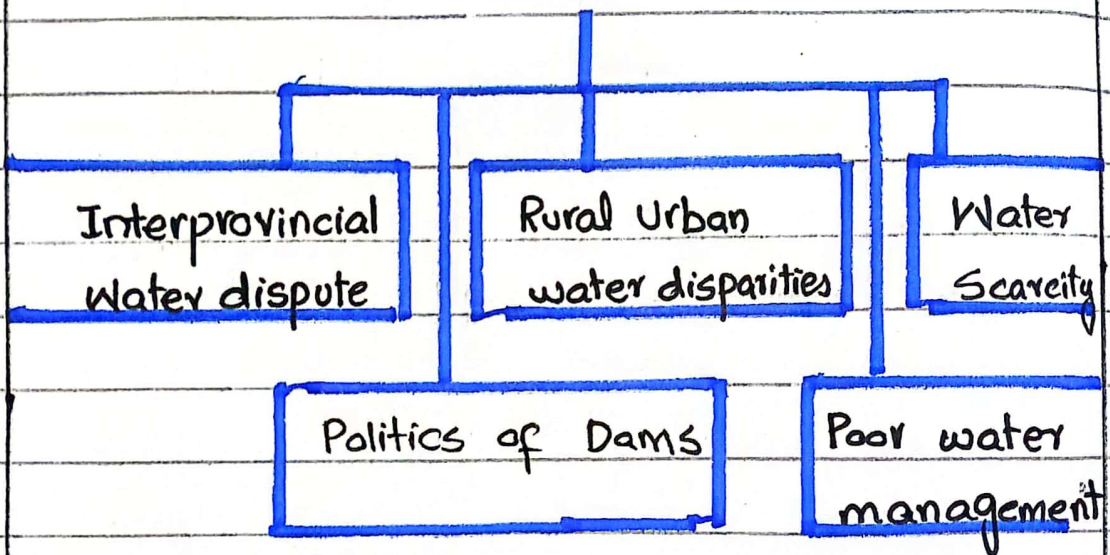 Interprovincial
Water dispute
Rural Urban
water disparities
Water
Scarcity
Politics of Dams
Poor water
management